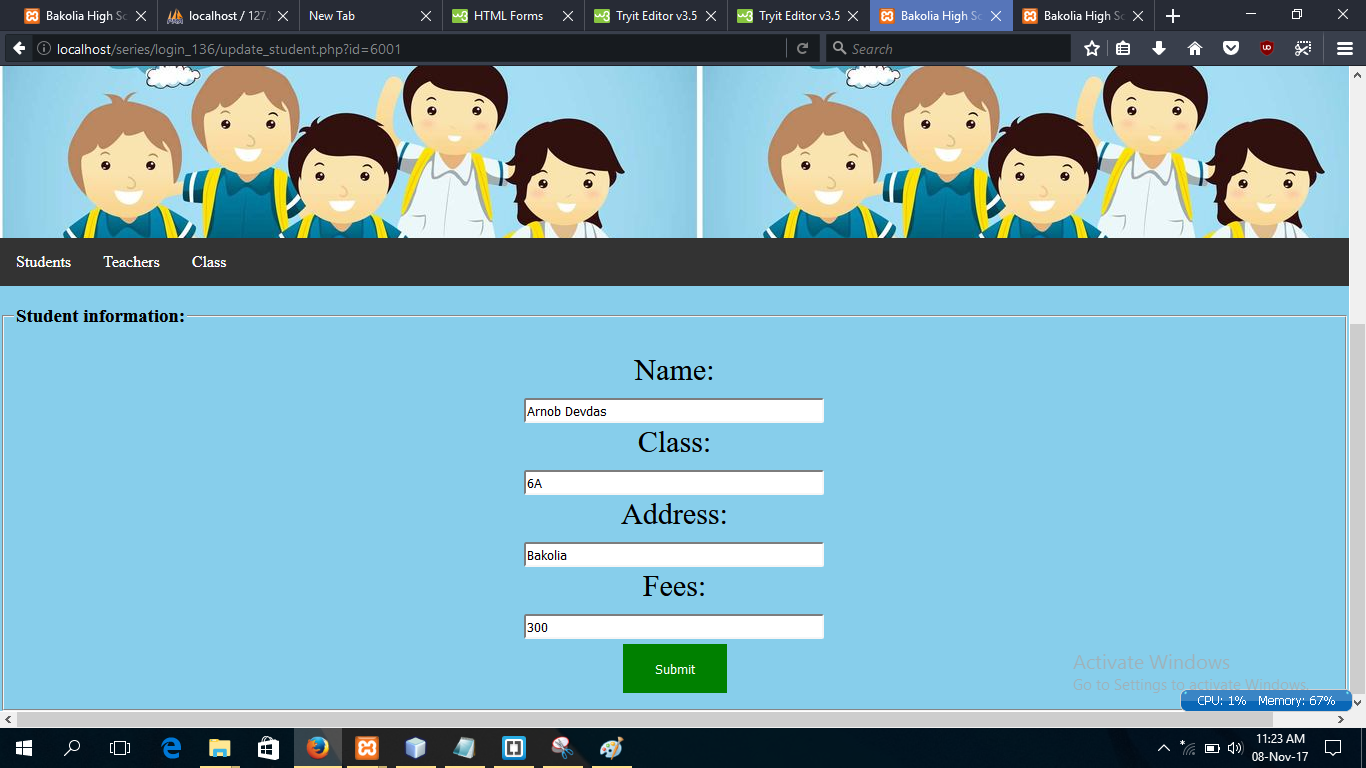 Bakolia High Sc
localhost / 127.
New Tab
HTML Forms
Tryit Editor v3.5
Tryit Editor v3.5
Bakolia High Sc
Bakolia High Sc
localhost/series/login_136/update_student.php?id=6001
Search
Students Teachers Class
Student information:
Name:
Arnob Devdas
Class:
6A
Address:
Bakolia
Fees:
300
Submit
Activate Windows
Go to Settings to activate Windows.
CPU: 1% Memory: 67%
11:23 AM
08-Nov-17